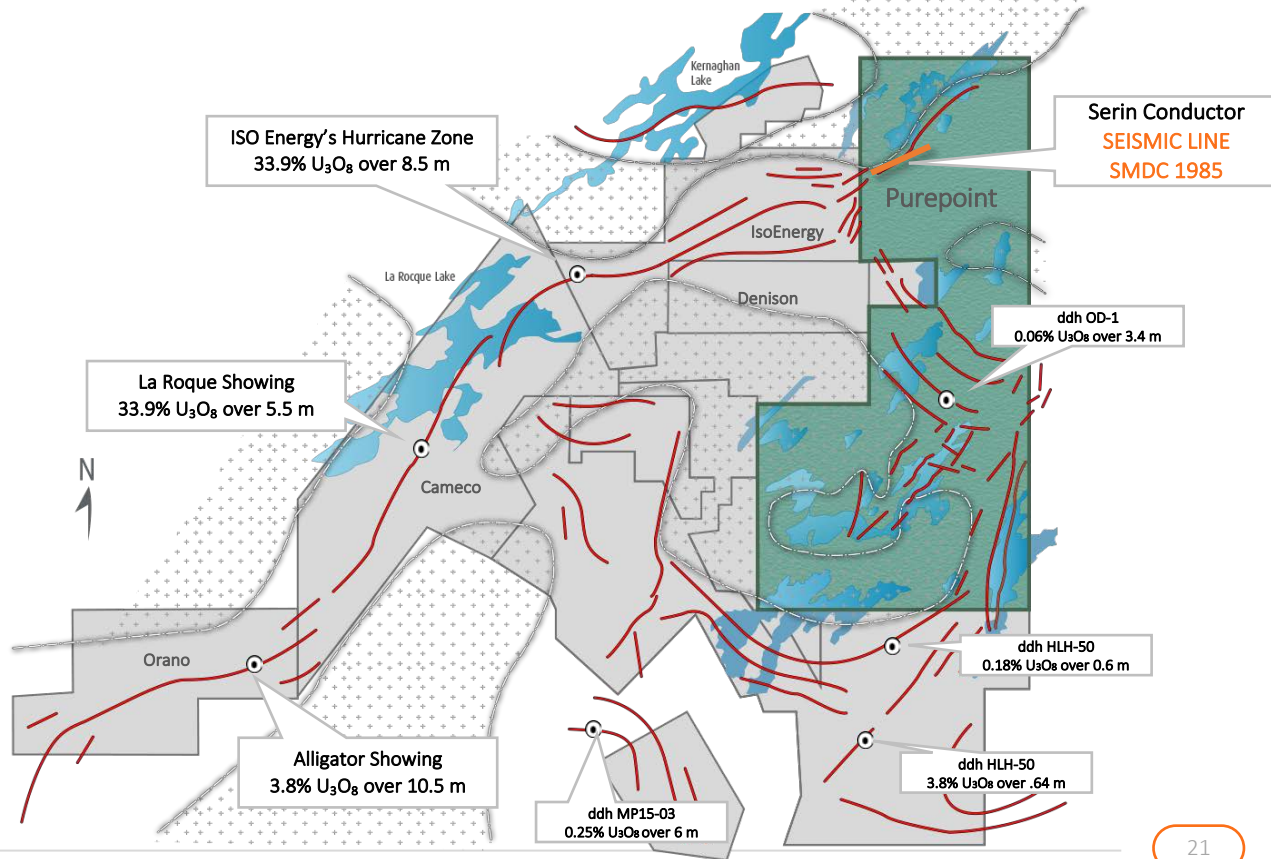 Kernaghan
Lake
ISO Energy's Hurricane Zone
33.9% U₃O₈ over 8.5 m
Serin Conductor
SEISMIC LINE
SMDC 1985
Purepoint
IsoEnergy
La Rocque Lake
Denison
ddh OD-1
0.06% U₃O₈ over 3.4 m
La Roque Showing
33.9% U₃O₈ over 5.5 m
N
Cameco
Orano
ddh HLH-50
0.18% U₃O₈ over 0.6 m
Alligator Showing
3.8% U₃O₈ over 10.5 m
ddh HLH-50
3.8% U₃O₈ over .64 m
ddh MP15-03
0.25% U₃O₈ over 6 m
21